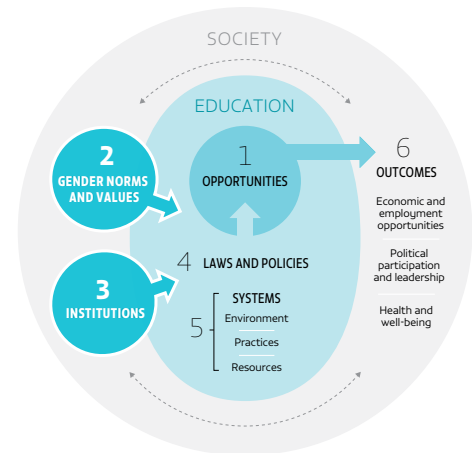 SOCIETY
EDUCATION
1
OPPORTUNITIES
2
GENDER NORMS
AND VALUES
3
INSTITUTIONS
4 LAWS AND POLICIES
5
SYSTEMS
Environment
Practices
Resources
6
OUTCOMES
Economic and
employment
opportunities
Political
participation
and leadership
Health and
well-being